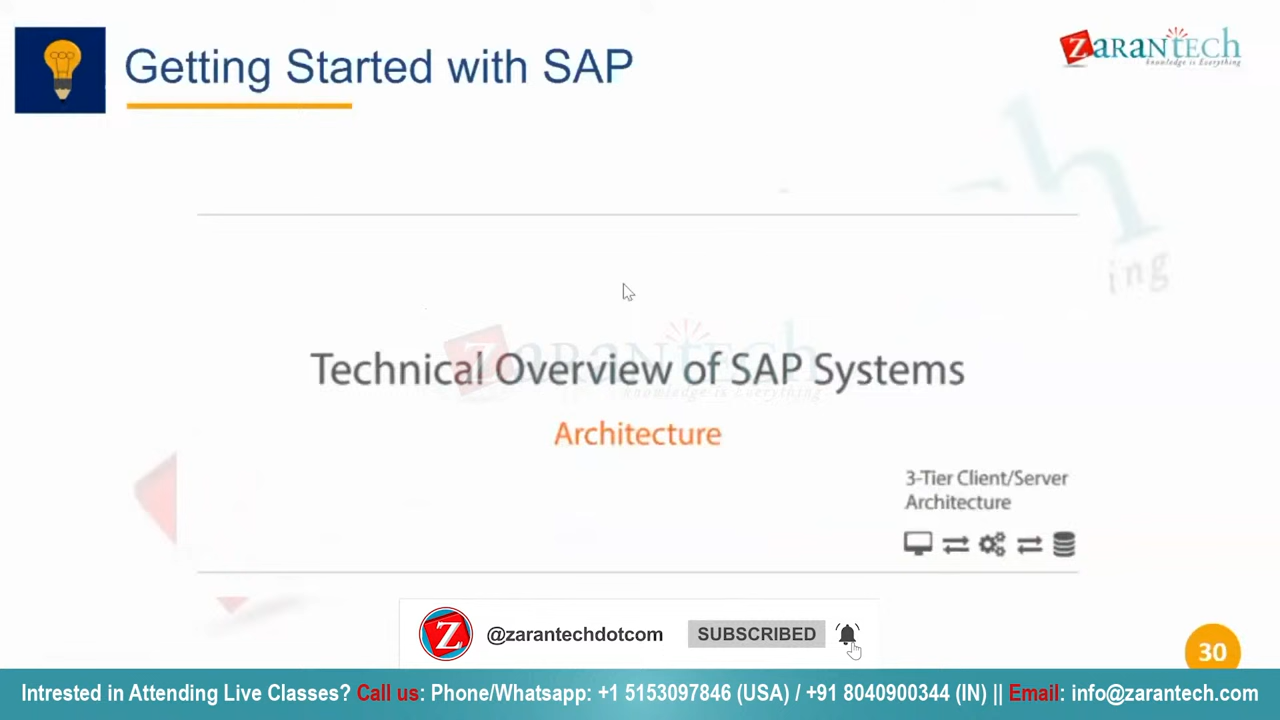 Getting Started with SAP
ZARANTECH
knowledge is Everything
Technical Overview of SAP Systems
Architecture
3-Tier Client/Server
Architecture
@zarantechdotcom
SUBSCRIBED
30
Intrested in Attending Live Classes? Call us: Phone/Whatsapp: +1 5153097846 (USA) / +91 8040900344 (IN) || Email: info@zarantech.com